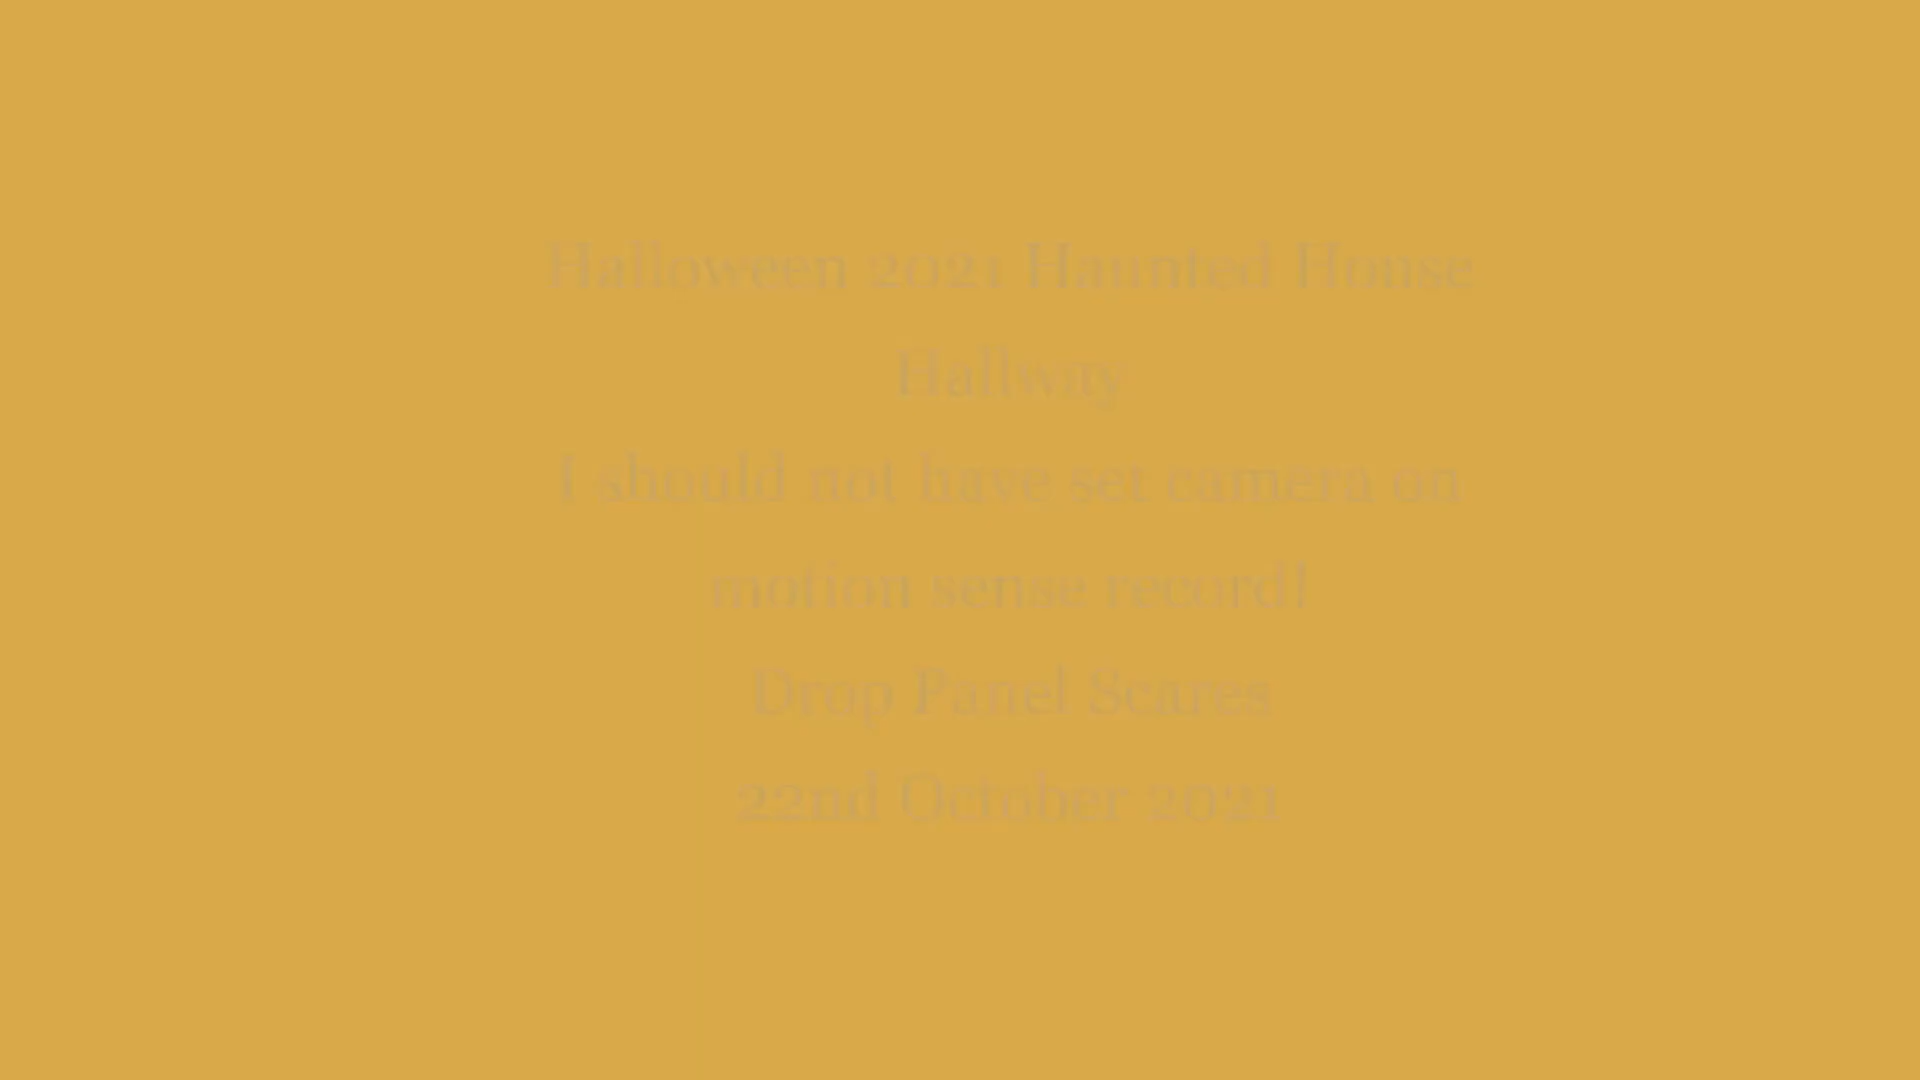 Halloween 2021 Haunted House
Hallway
I should not have set camera on
motion sense record!
Drop Panel Scares
22nd October 2021